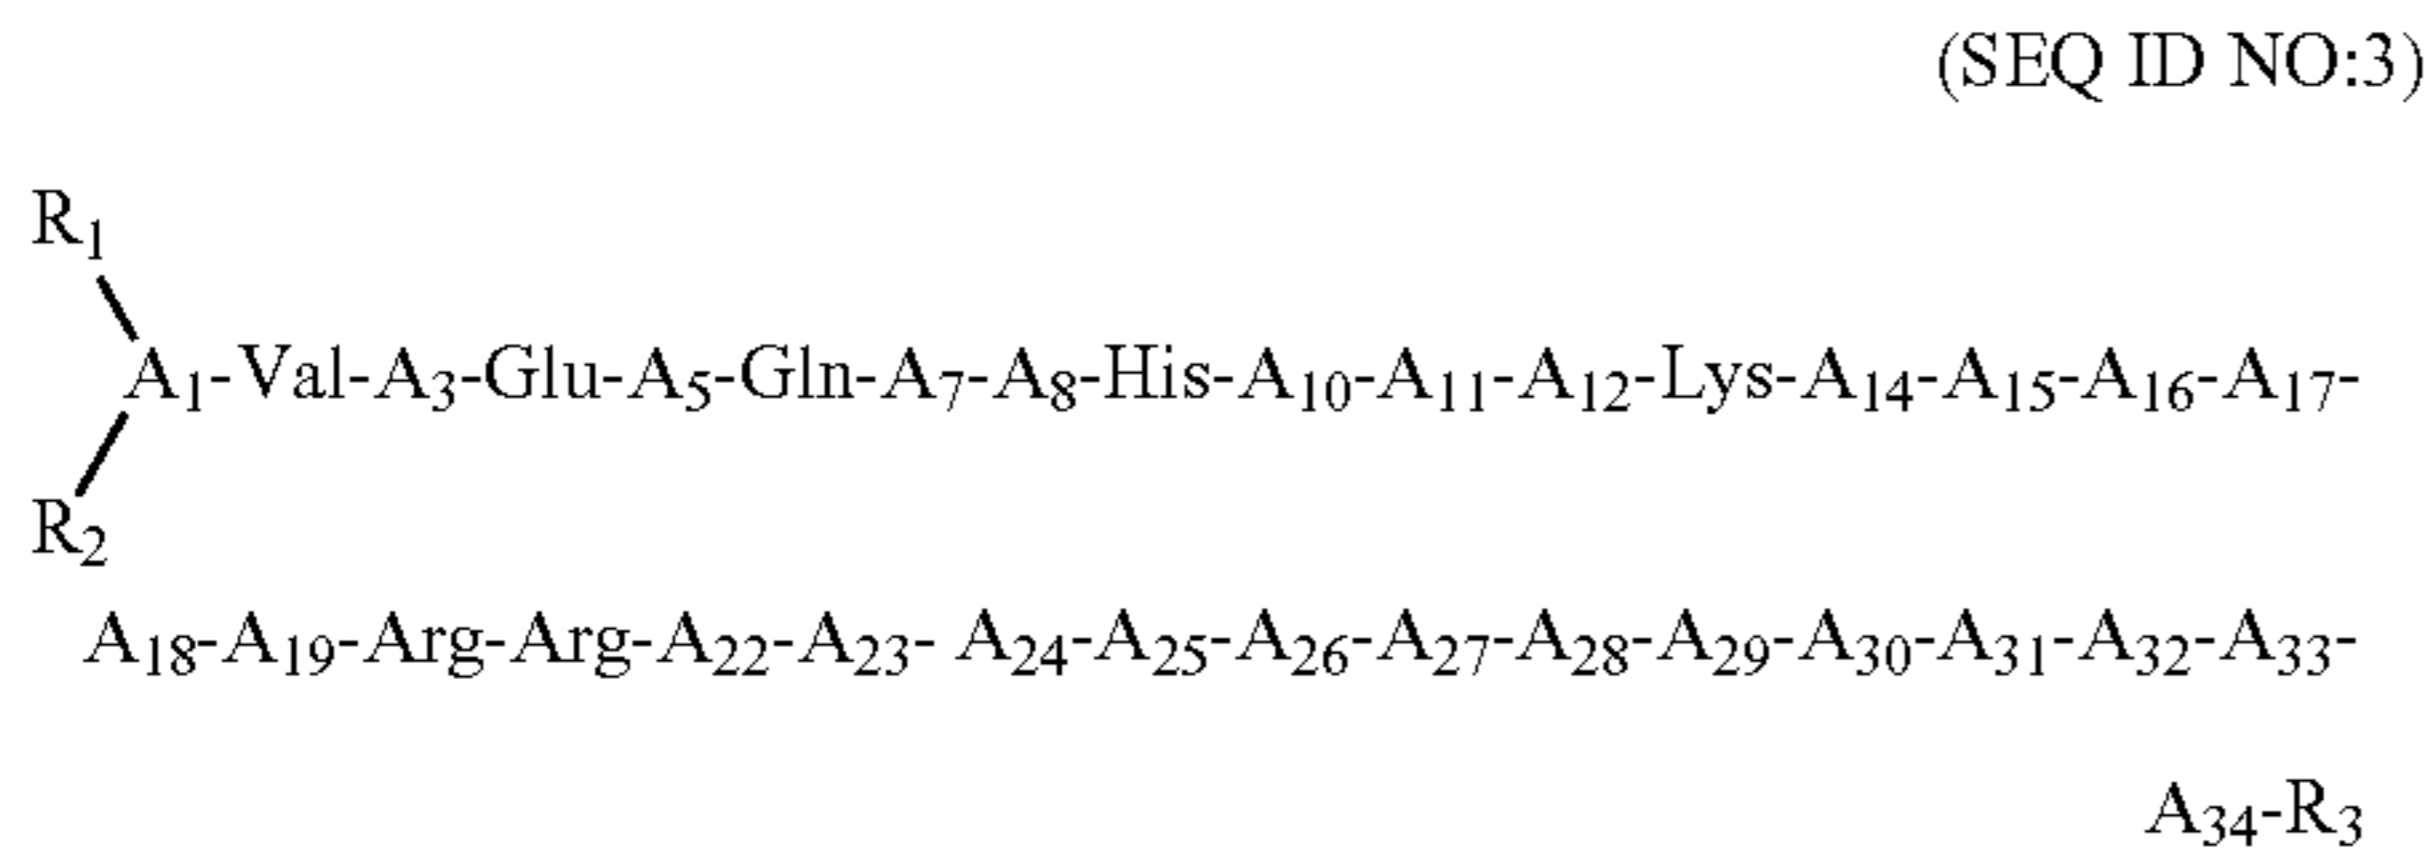 (SEQ ID NO:3)
R₁
A₁-Val-A₃-Glu-A₅-Gln-A₇-A₈-His-A₁₀-A₁₁-A₁₂-Lys-A₁₄-A₁₅-A₁₆-A₁₇-
R₂
A₁₈-A₁₉-Arg-Arg-A₂₂-A₂₃- A₂₄-A₂₅-A₂₆-A₂₇-A₂₈-A₂₉-A₃₀-A₃₁-A₃₂-A₃₃-
A₃₄-R₃